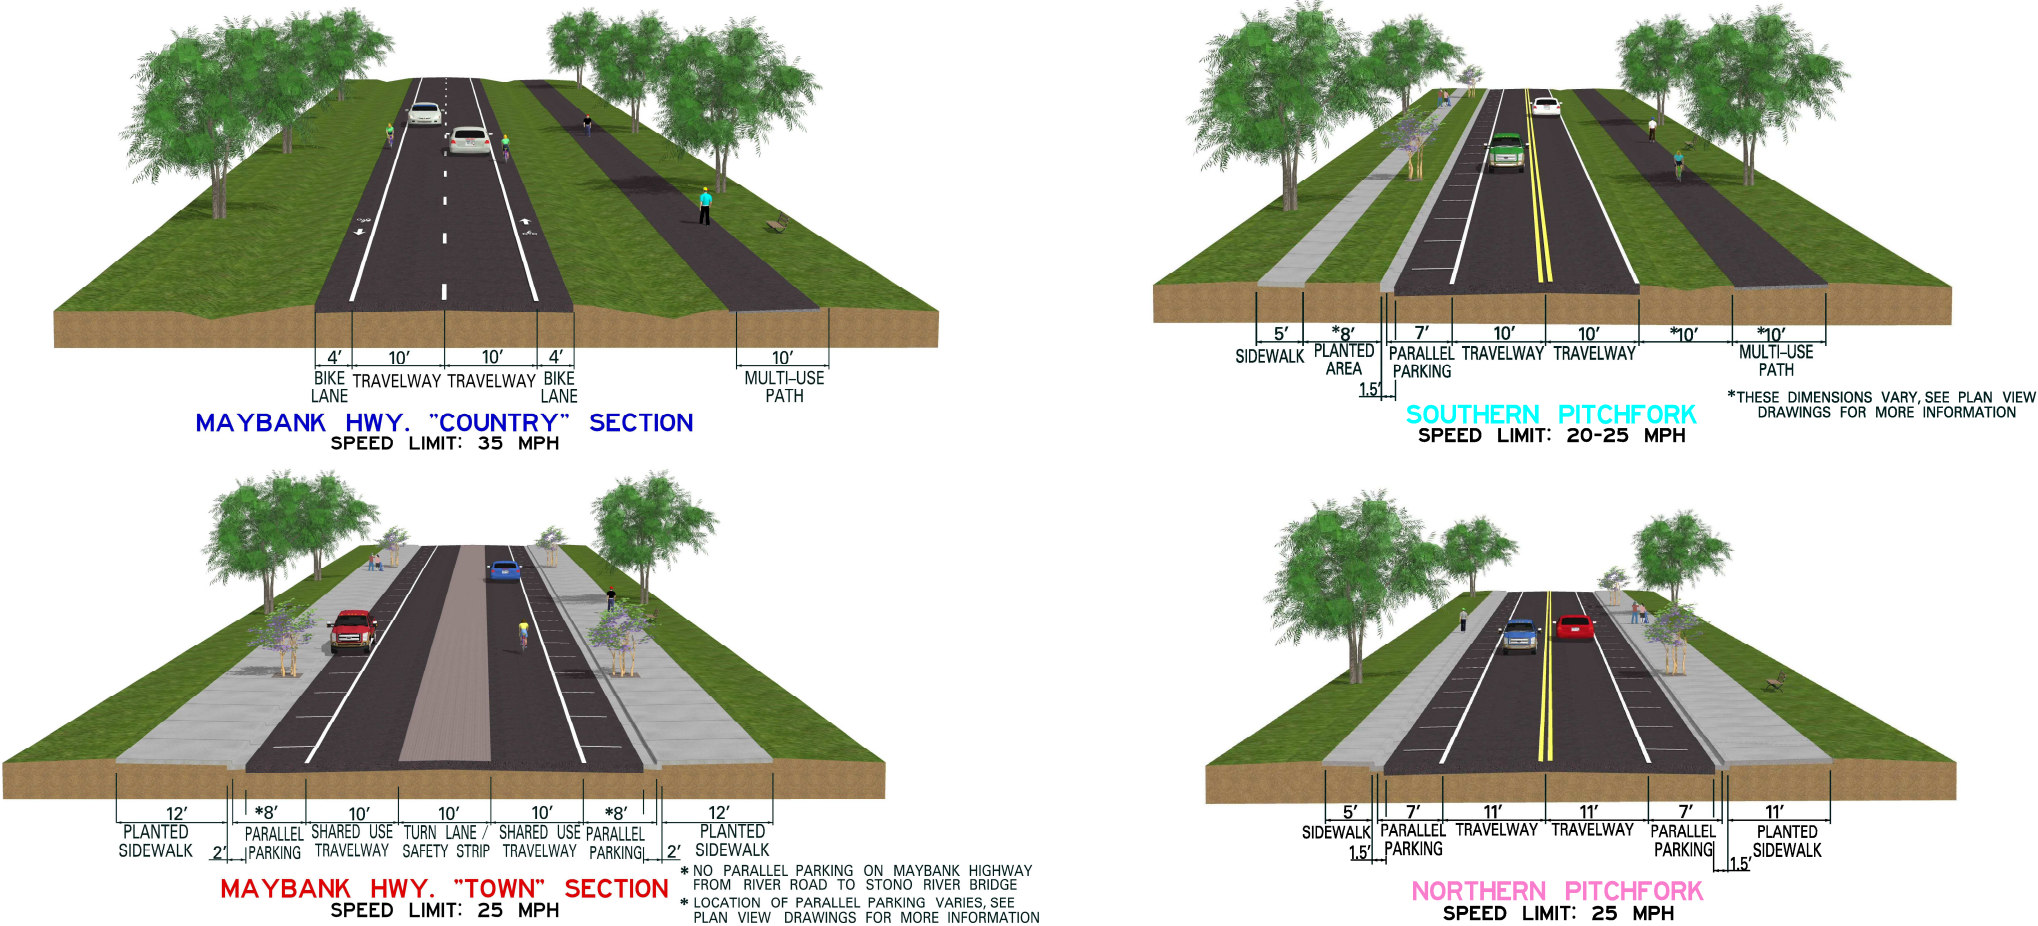 4' 10' 10' 4' 10'
BIKE LANE TRAVELWAY TRAVELWAY BIKE LANE MULTI-USE PATH
MAYBANK HWY. "COUNTRY" SECTION
SPEED LIMIT: 35 MPH
5' *8' 7' 10' 10' *10' *10'
SIDEWALK PLANTED AREA PARALLEL PARKING TRAVELWAY TRAVELWAY MULTI-USE PATH
1.5'
*THESE DIMENSIONS VARY, SEE PLAN VIEW
DRAWINGS FOR MORE INFORMATION
SOUTHERN PITCHFORK
SPEED LIMIT: 20-25 MPH
12' *8' 10' 10' 10' *8' 12'
PLANTED SIDEWALK PARALLEL PARKING SHARED USE TRAVELWAY TURN LANE / SAFETY STRIP SHARED USE TRAVELWAY PARALLEL PARKING PLANTED SIDEWALK
2' 2'
MAYBANK HWY. "TOWN" SECTION
SPEED LIMIT: 25 MPH
* NO PARALLEL PARKING ON MAYBANK HIGHWAY
FROM RIVER ROAD TO STONO RIVER BRIDGE
* LOCATION OF PARALLEL PARKING VARIES, SEE
PLAN VIEW DRAWINGS FOR MORE INFORMATION
5' 7' 11' 11' 7' 11'
SIDEWALK PARALLEL PARKING TRAVELWAY TRAVELWAY PARALLEL PARKING PLANTED SIDEWALK
1.5' 1.5'
NORTHERN PITCHFORK
SPEED LIMIT: 25 MPH